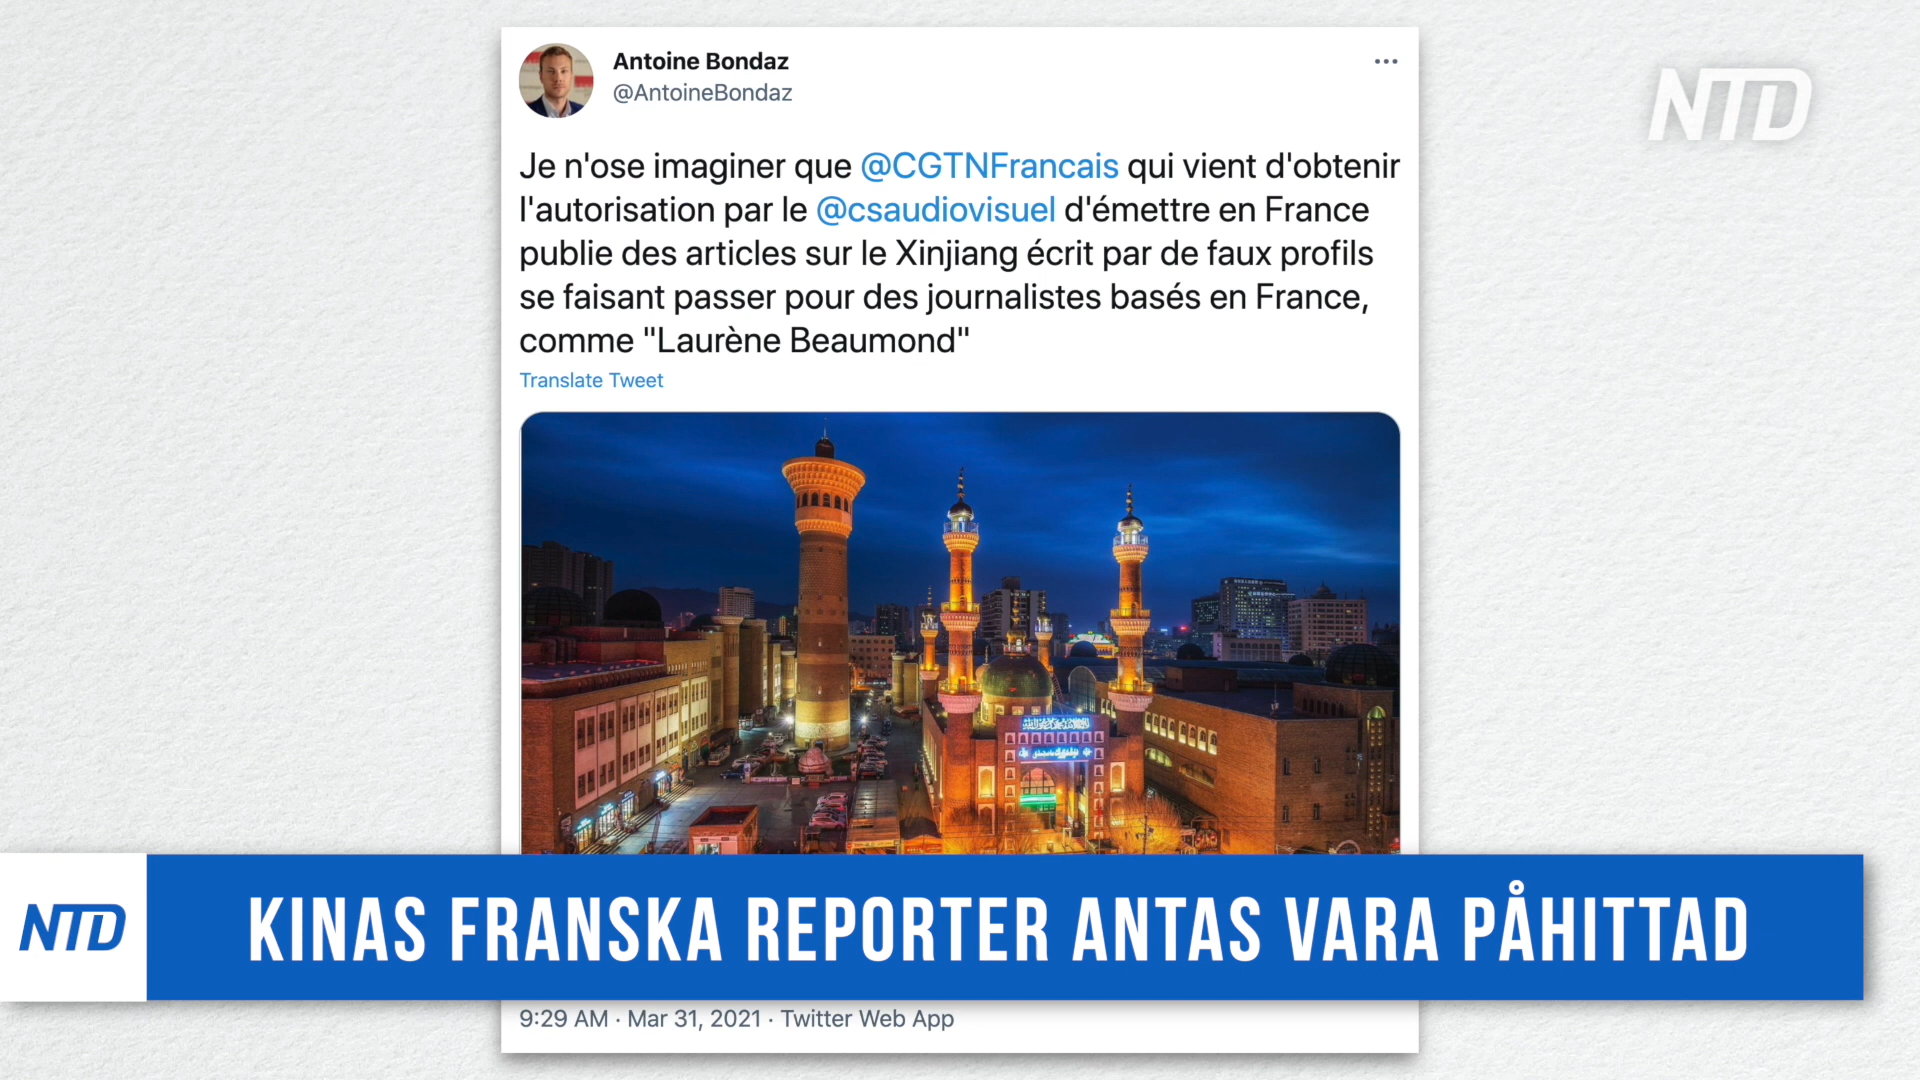 Antoine Bondaz
@AntoineBondaz
NTD
Je n'ose imaginer que @CGTNFrancais qui vient d'obtenir
l'autorisation par le @csaudiovisuel d'émettre en France
publie des articles sur le Xinjiang écrit par de faux profils
se faisant passer pour des journalistes basés en France,
comme "Laurène Beaumond"
Translate Tweet
NTD
KINAS FRANSKA REPORTER ANTAS VARA PÅHITTAD
9:29 AM · Mar 31, 2021 · Twitter Web App